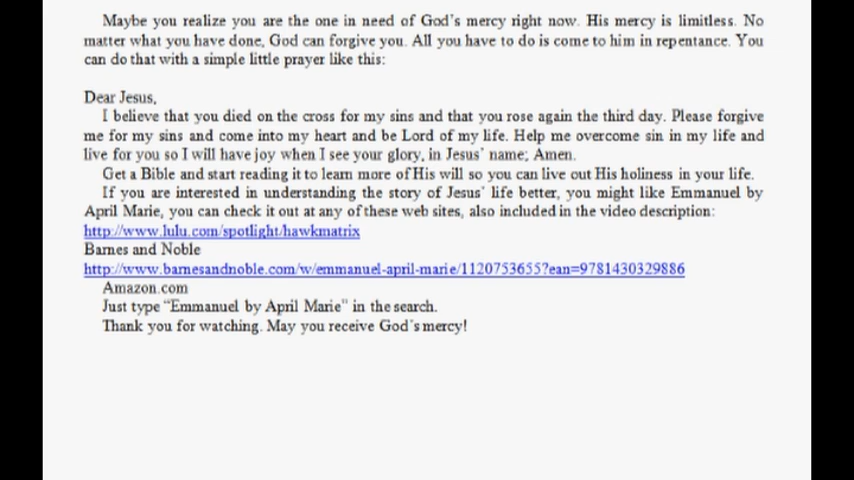 Maybe you realize you are the one in need of God's mercy right now. His mercy is limitless. No
matter what you have done, God can forgive you. All you have to do is come to him in repentance. You
can do that with a simple little prayer like this:
Dear Jesus,
I believe that you died on the cross for my sins and that you rose again the third day. Please forgive
me for my sins and come into my heart and be Lord of my life. Help me overcome sin in my life and
live for you so I will have joy when I see your glory, in Jesus' name; Amen.
Get a Bible and start reading it to learn more of His will so you can live out His holiness in your life.
If you are interested in understanding the story of Jesus' life better, you might like Emmanuel by
April Marie, you can check it out at any of these web sites, also included in the video description:
http://www.lulu.com/spotlight/hawkmatrix
Barnes and Noble
http://www.barnesandnoble.com/w/emmanuel-april-marie/1120753655?ean=9781430329886
Amazon.com
Just type “Emmanuel by April Marie” in the search.
Thank you for watching. May you receive God's mercy!